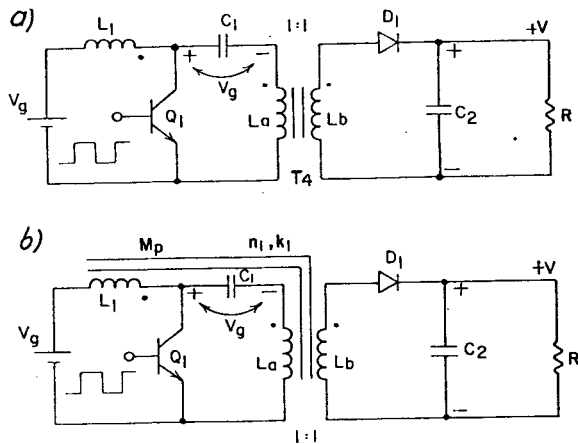 a)
L1
C1
1:1
D1
+V
+
−
+
Vg
Vg
Q1
La
Lb
C2
R
T4
−
b)
Mp
n1, k1
L1
C1
D1
+V
+
−
+
Vg
Vg
Q1
La
Lb
C2
R
−
1:1